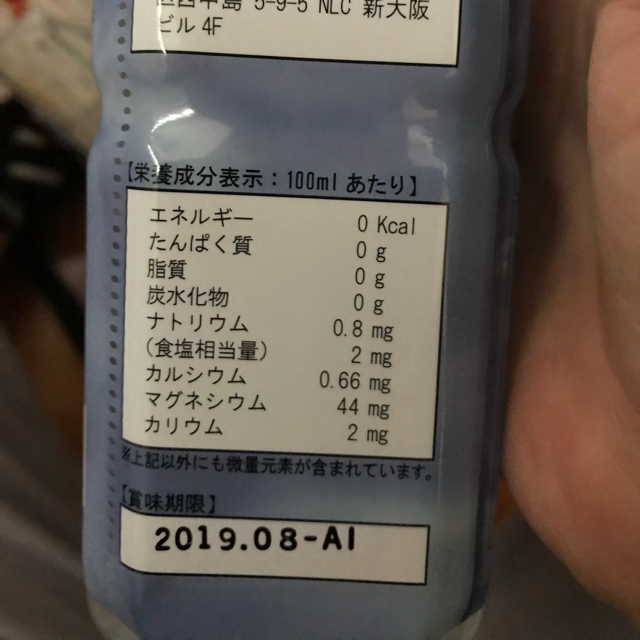 西中島 5-9-5 NLC 新大阪
ビル 4F
【栄養成分表示：100ml あたり】
エネルギー 0 Kcal
たんぱく質 0 g
脂質 0 g
炭水化物 0 g
ナトリウム 0.8 mg
(食塩相当量) 2 mg
カルシウム 0.66 mg
マグネシウム 44 mg
カリウム 2 mg
※上記以外にも微量元素が含まれています。
【賞味期限】
2019.08-A1